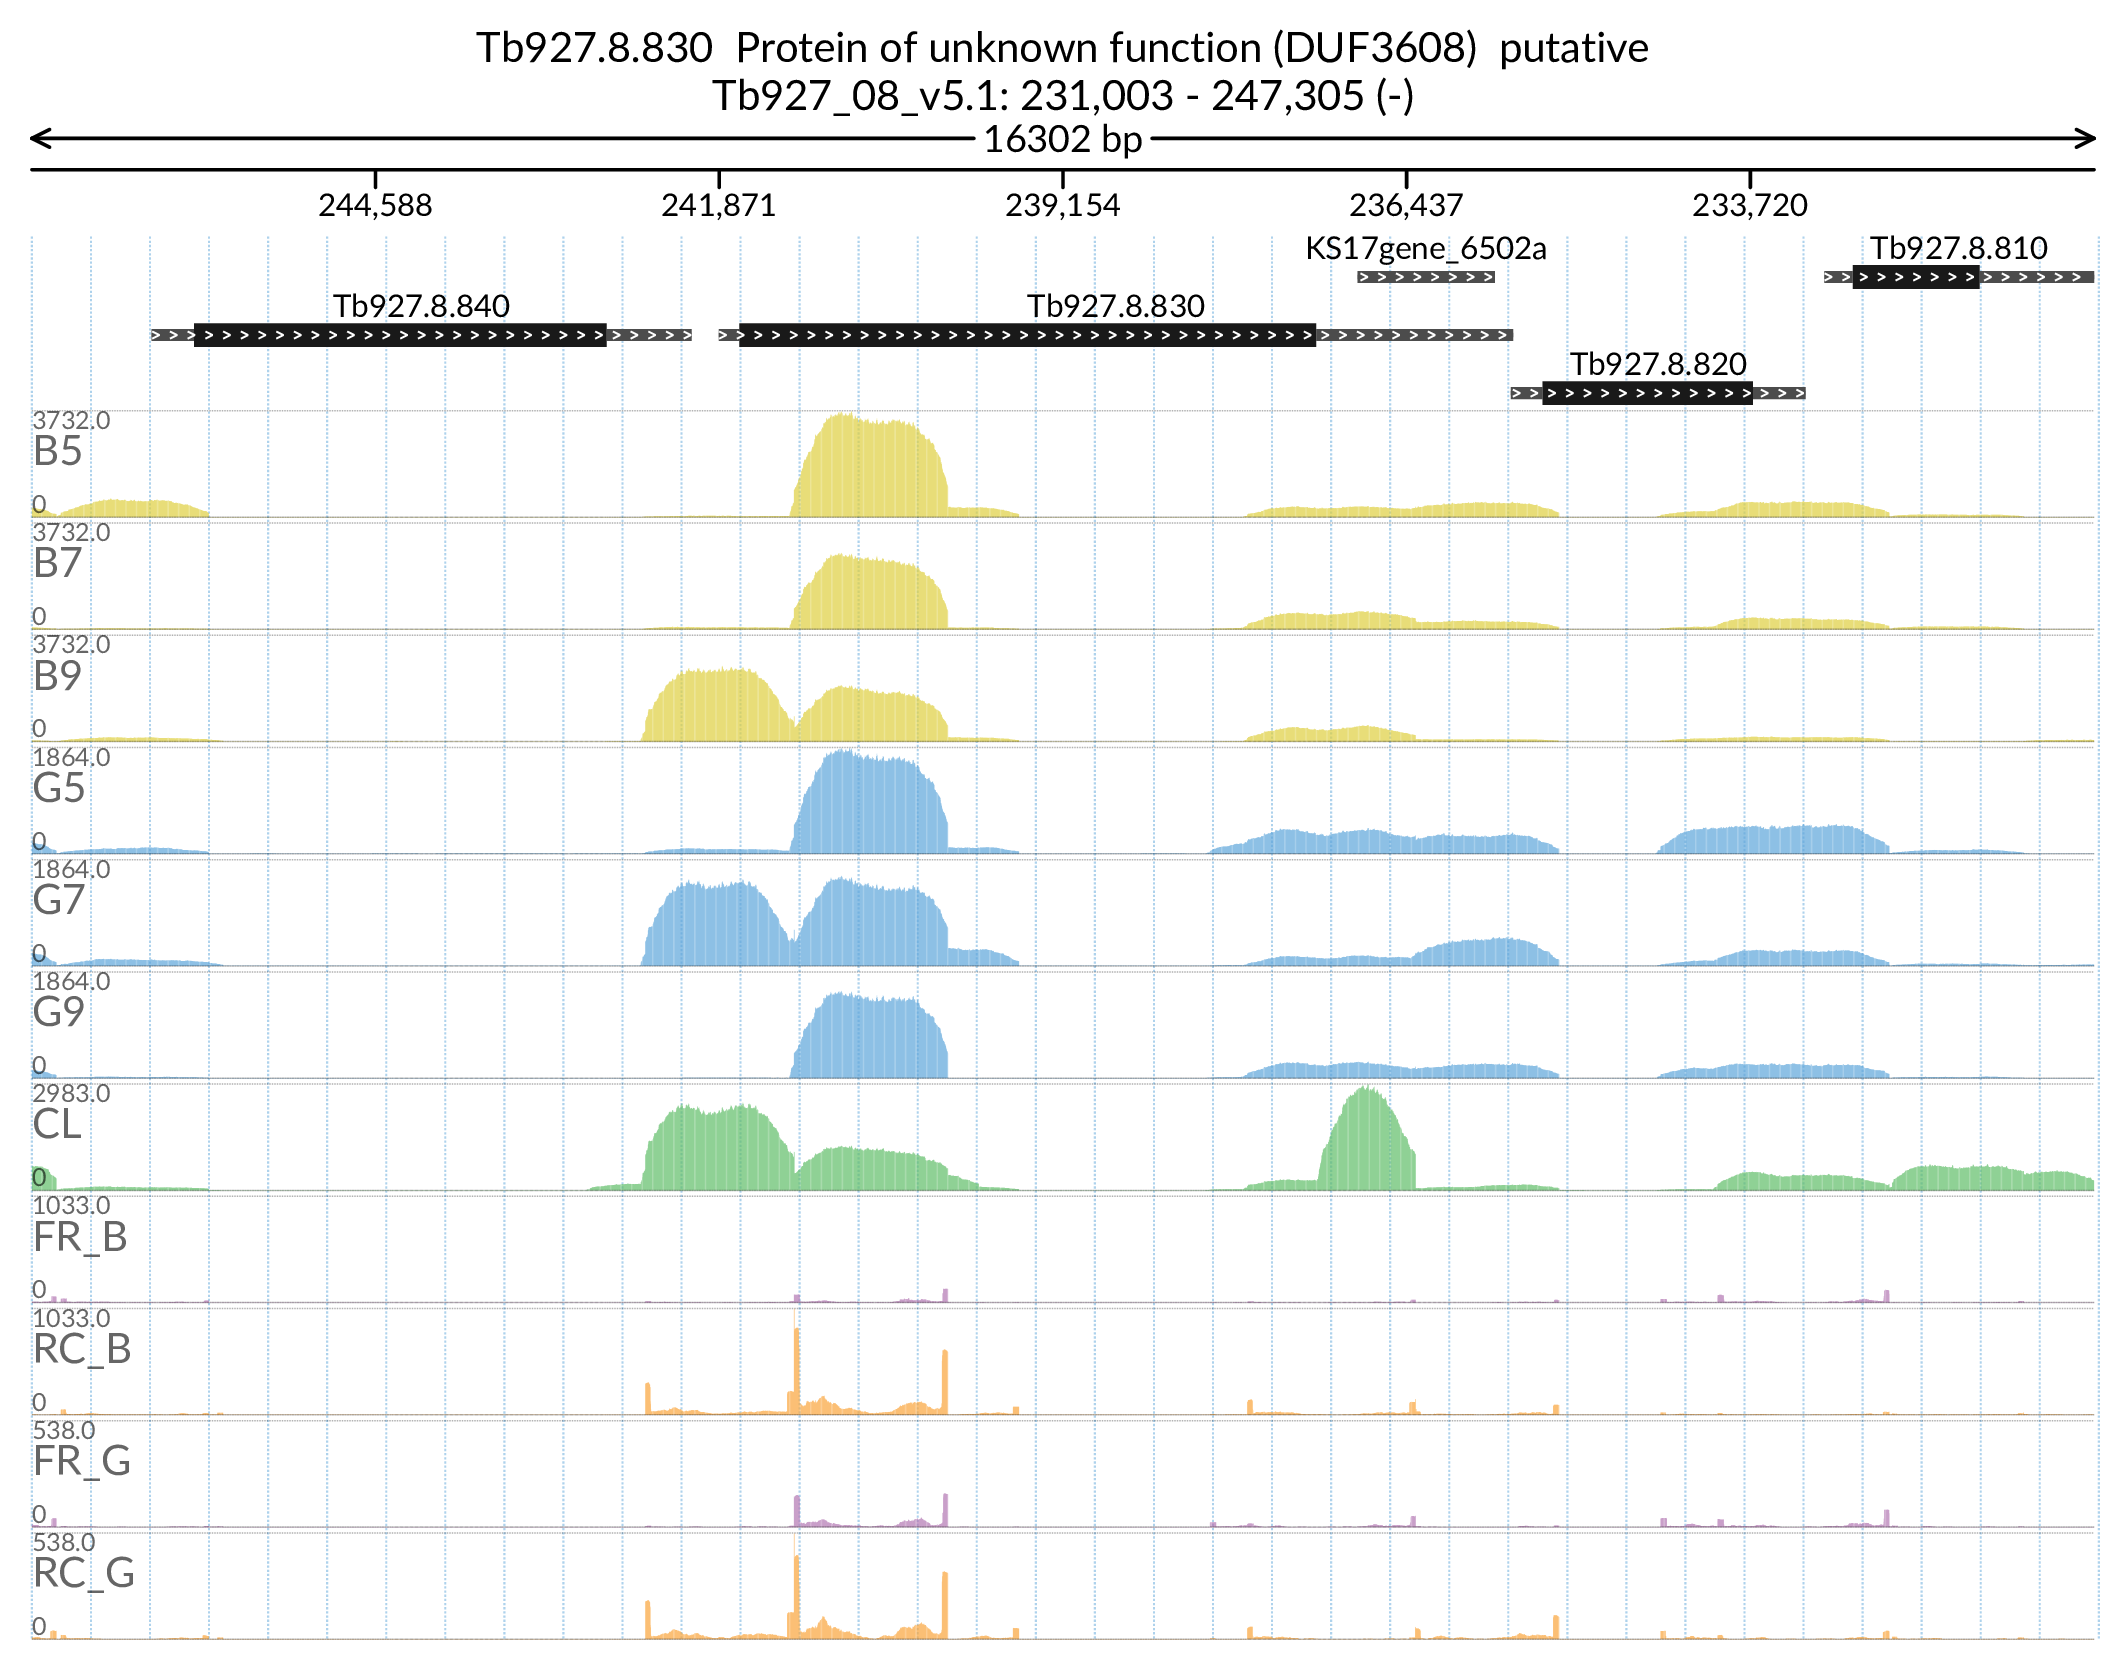 Tb927.8.830  Protein of unknown function (DUF3608)  putative
Tb927_08_v5.1: 231,003 - 247,305 (-)
16302 bp
244,588 241,871 239,154 236,437 233,720
KS17gene_6502a Tb927.8.810
Tb927.8.840 Tb927.8.830
Tb927.8.820
3732.0
B5
0
3732.0
B7
0
3732.0
B9
0
1864.0
G5
0
1864.0
G7
0
1864.0
G9
0
2983.0
CL
0
1033.0
FR_B
0
1033.0
RC_B
0
538.0
FR_G
0
538.0
RC_G
0